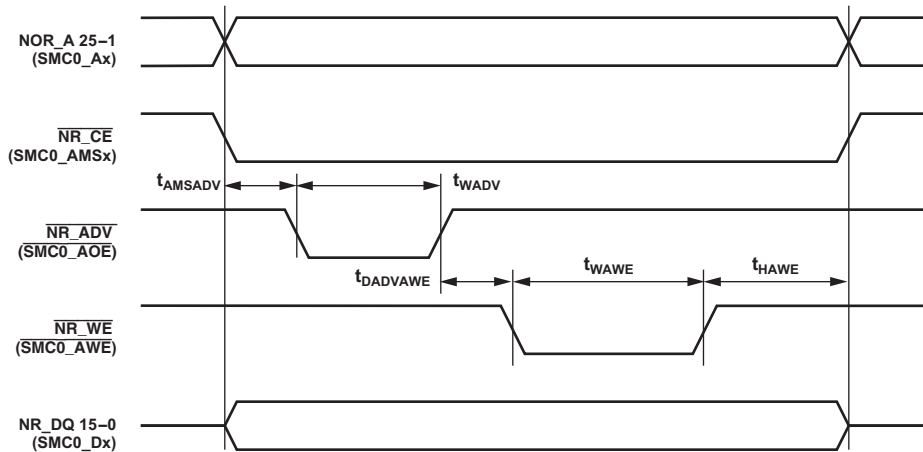 NOR_A 25–1
(SMC0_Ax)
NR_CE
(SMC0_AMSx)
tAMSADV
tWADV
NR_ADV
(SMC0_AOE)
tDADVAWE
tWAWE
tHAWE
NR_WE
(SMC0_AWE)
NR_DQ 15–0
(SMC0_Dx)